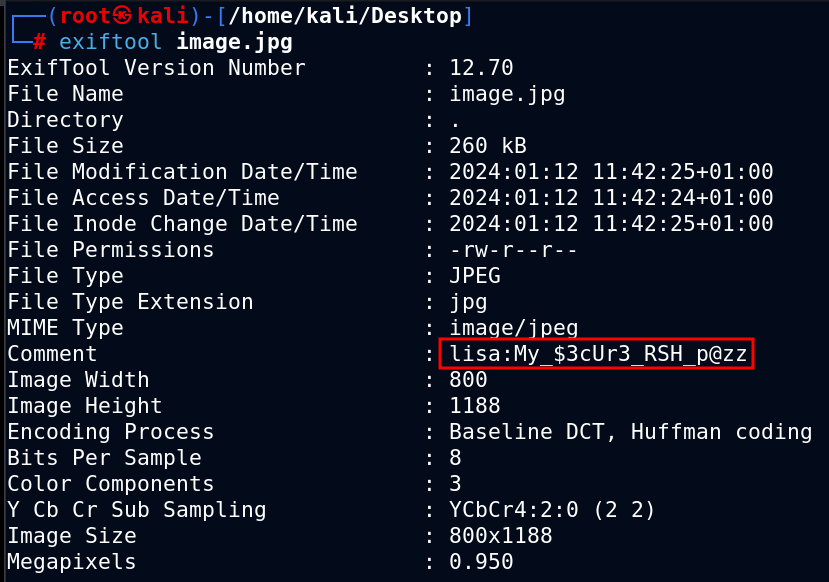 ┌──(root㉿kali)-[/home/kali/Desktop]
└─# exiftool image.jpg
ExifTool Version Number         : 12.70
File Name                       : image.jpg
Directory                       : .
File Size                       : 260 kB
File Modification Date/Time     : 2024:01:12 11:42:25+01:00
File Access Date/Time           : 2024:01:12 11:42:24+01:00
File Inode Change Date/Time     : 2024:01:12 11:42:25+01:00
File Permissions                : -rw-r--r--
File Type                       : JPEG
File Type Extension             : jpg
MIME Type                       : image/jpeg
Comment                         : lisa:My_$3cUr3_RSH_p@zz
Image Width                     : 800
Image Height                    : 1188
Encoding Process                : Baseline DCT, Huffman coding
Bits Per Sample                 : 8
Color Components                : 3
Y Cb Cr Sub Sampling            : YCbCr4:2:0 (2 2)
Image Size                      : 800x1188
Megapixels                      : 0.950